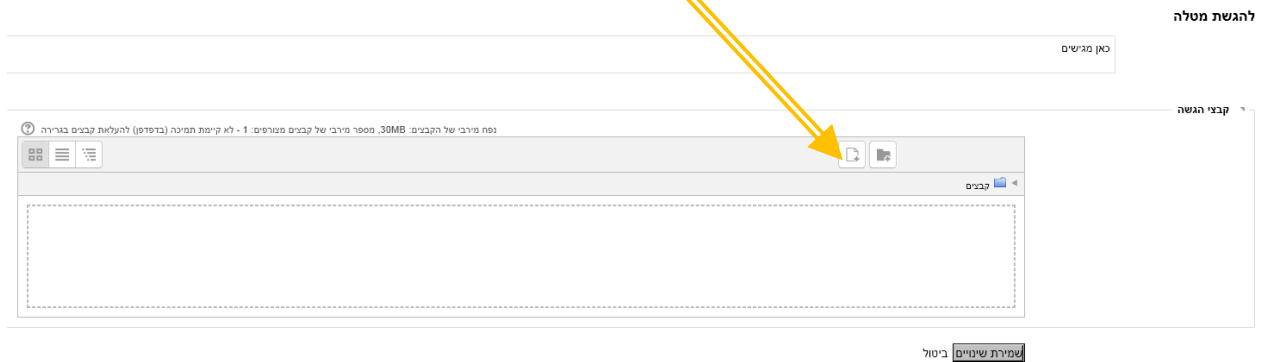 להגשת מטלה
כאן מגישים
קבצי הגשה
נפח מירבי של הקבצים: 30MB, מספר מירבי של קבצים מצורפים: 1 - לא קיימת תמיכה (בדפדפן) להעלאת קבצים בגרירה
קבצים
שמירת שינויים ביטול